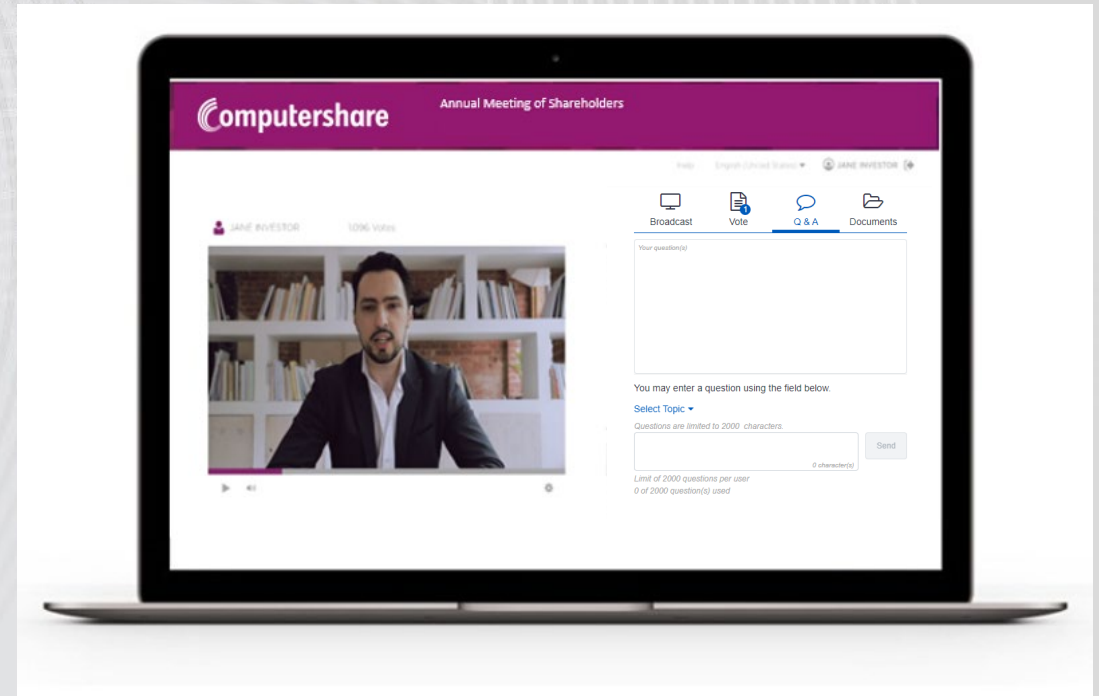 Computershare
Annual Meeting of Shareholders
Help English (United States) JANE INVESTOR
JANE INVESTOR 1096 Votes
Broadcast Vote Q & A Documents
1
Your question(s)
You may enter a question using the field below.
Select Topic
Questions are limited to 2000 characters.
Send
0 character(s)
Limit of 2000 questions per user
0 of 2000 question(s) used